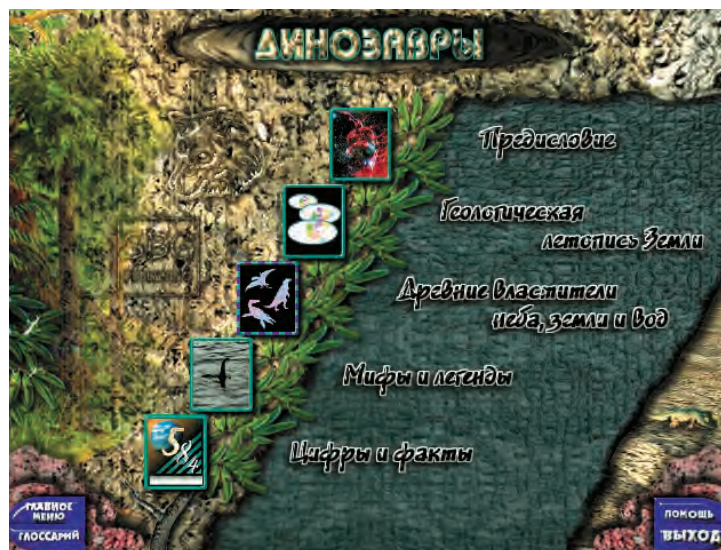 ДИНОЗАВРЫ
Предисловие
Геологическая
летопись Земли
Древние властители
неба, земли и вод
Мифы и легенды
Цифры и факты
584
ГЛАВНОЕ
МЕНЮ
ГЛОССАРИЙ
ПОМОЩЬ
ВЫХОД